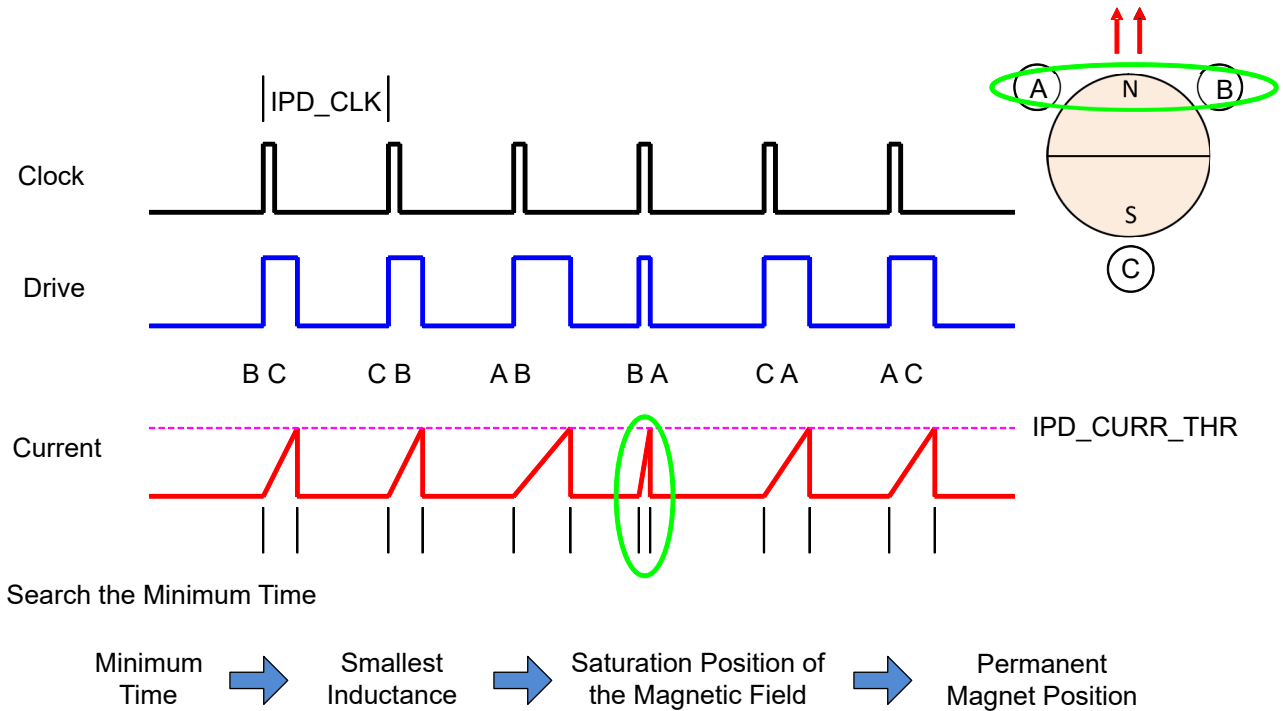 IPD_CLK
A
N
B
Clock
S
C
Drive
B C
C B
A B
B A
C A
A C
IPD_CURR_THR
Current
Search the Minimum Time
Minimum
Time
Smallest
Inductance
Saturation Position of
the Magnetic Field
Permanent
Magnet Position